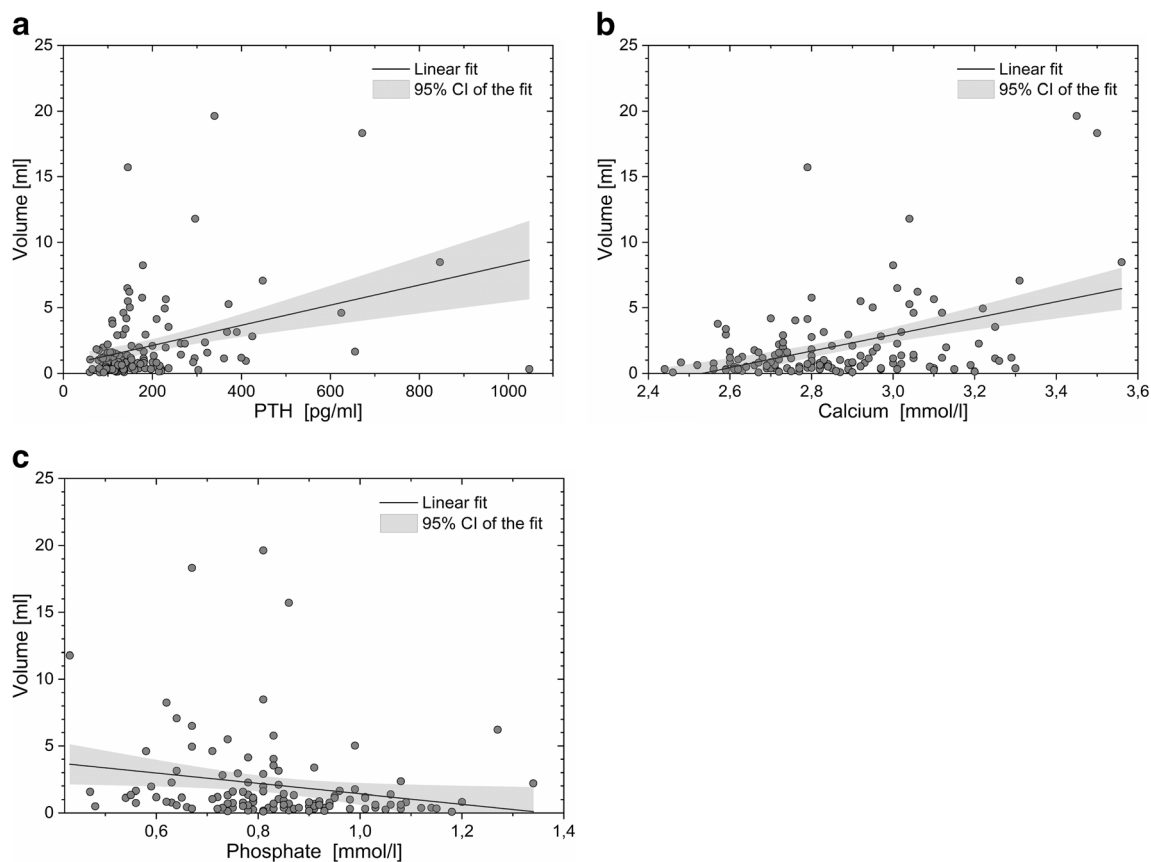 a
25
20
15
10
5
0
Volume [ml]
Linear fit
95% CI of the fit
0 200 400 600 800 1000
PTH [pg/ml]
b
25
20
15
10
5
0
Volume [ml]
Linear fit
95% CI of the fit
2,4 2,6 2,8 3,0 3,2 3,4 3,6
Calcium [mmol/l]
c
25
20
15
10
5
0
Volume [ml]
Linear fit
95% CI of the fit
0,6 0,8 1,0 1,2 1,4
Phosphate [mmol/l]